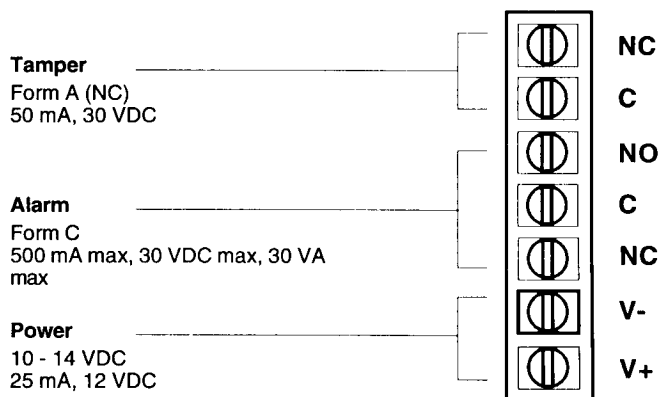 Tamper
Form A (NC)
50 mA, 30 VDC
Alarm
Form C
500 mA max, 30 VDC max, 30 VA
max
Power
10 - 14 VDC
25 mA, 12 VDC
NC
C
NO
C
NC
V-
V+